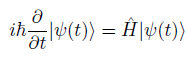 iħ ∂/∂t |ψ(t)⟩ = Ĥ|ψ(t)⟩